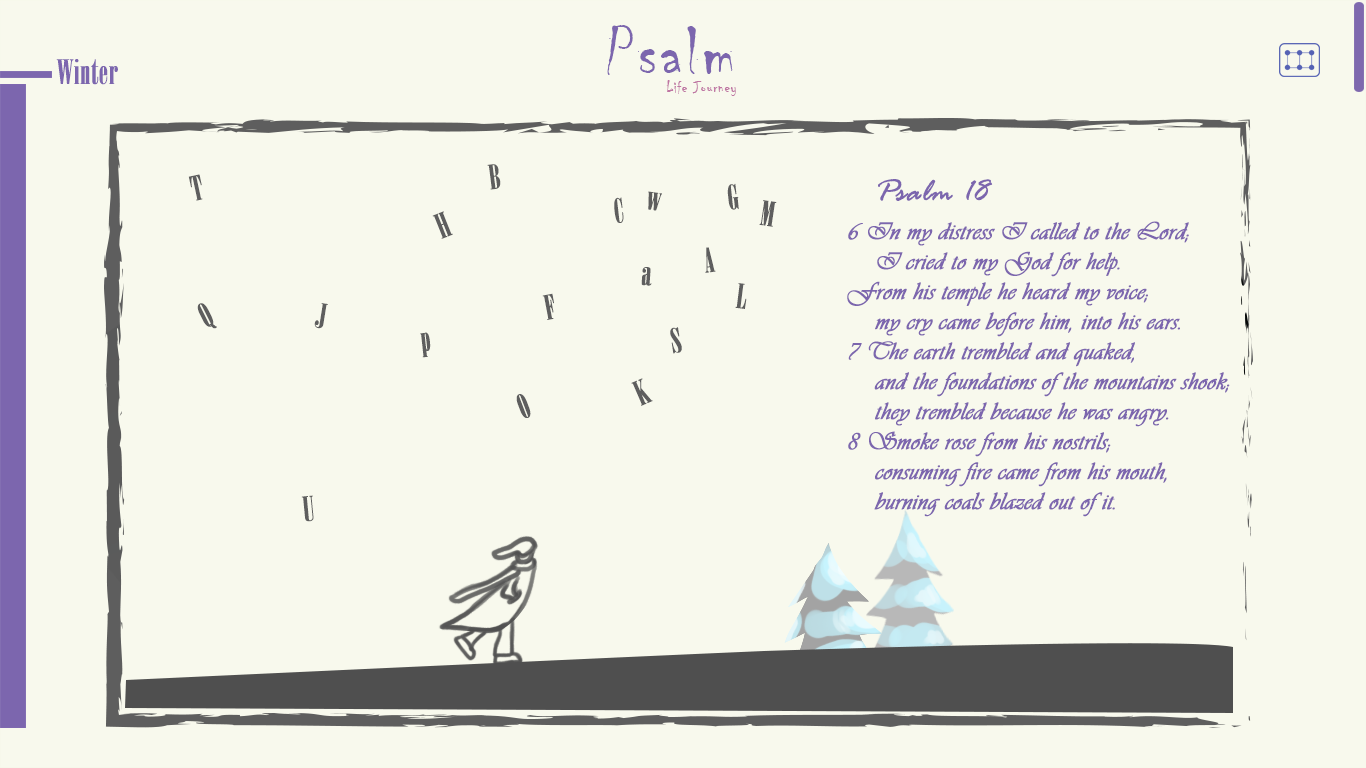 Psalm
Life Journey
Winter
T
B
H
C
w
G
M
A
a
L
Q
J
F
P
S
K
O
U
Psalm 18
6 In my distress I called to the Lord;
I cried to my God for help.
From his temple he heard my voice;
my cry came before him, into his ears.
7 The earth trembled and quaked,
and the foundations of the mountains shook;
they trembled because he was angry.
8 Smoke rose from his nostrils;
consuming fire came from his mouth,
burning coals blazed out of it.